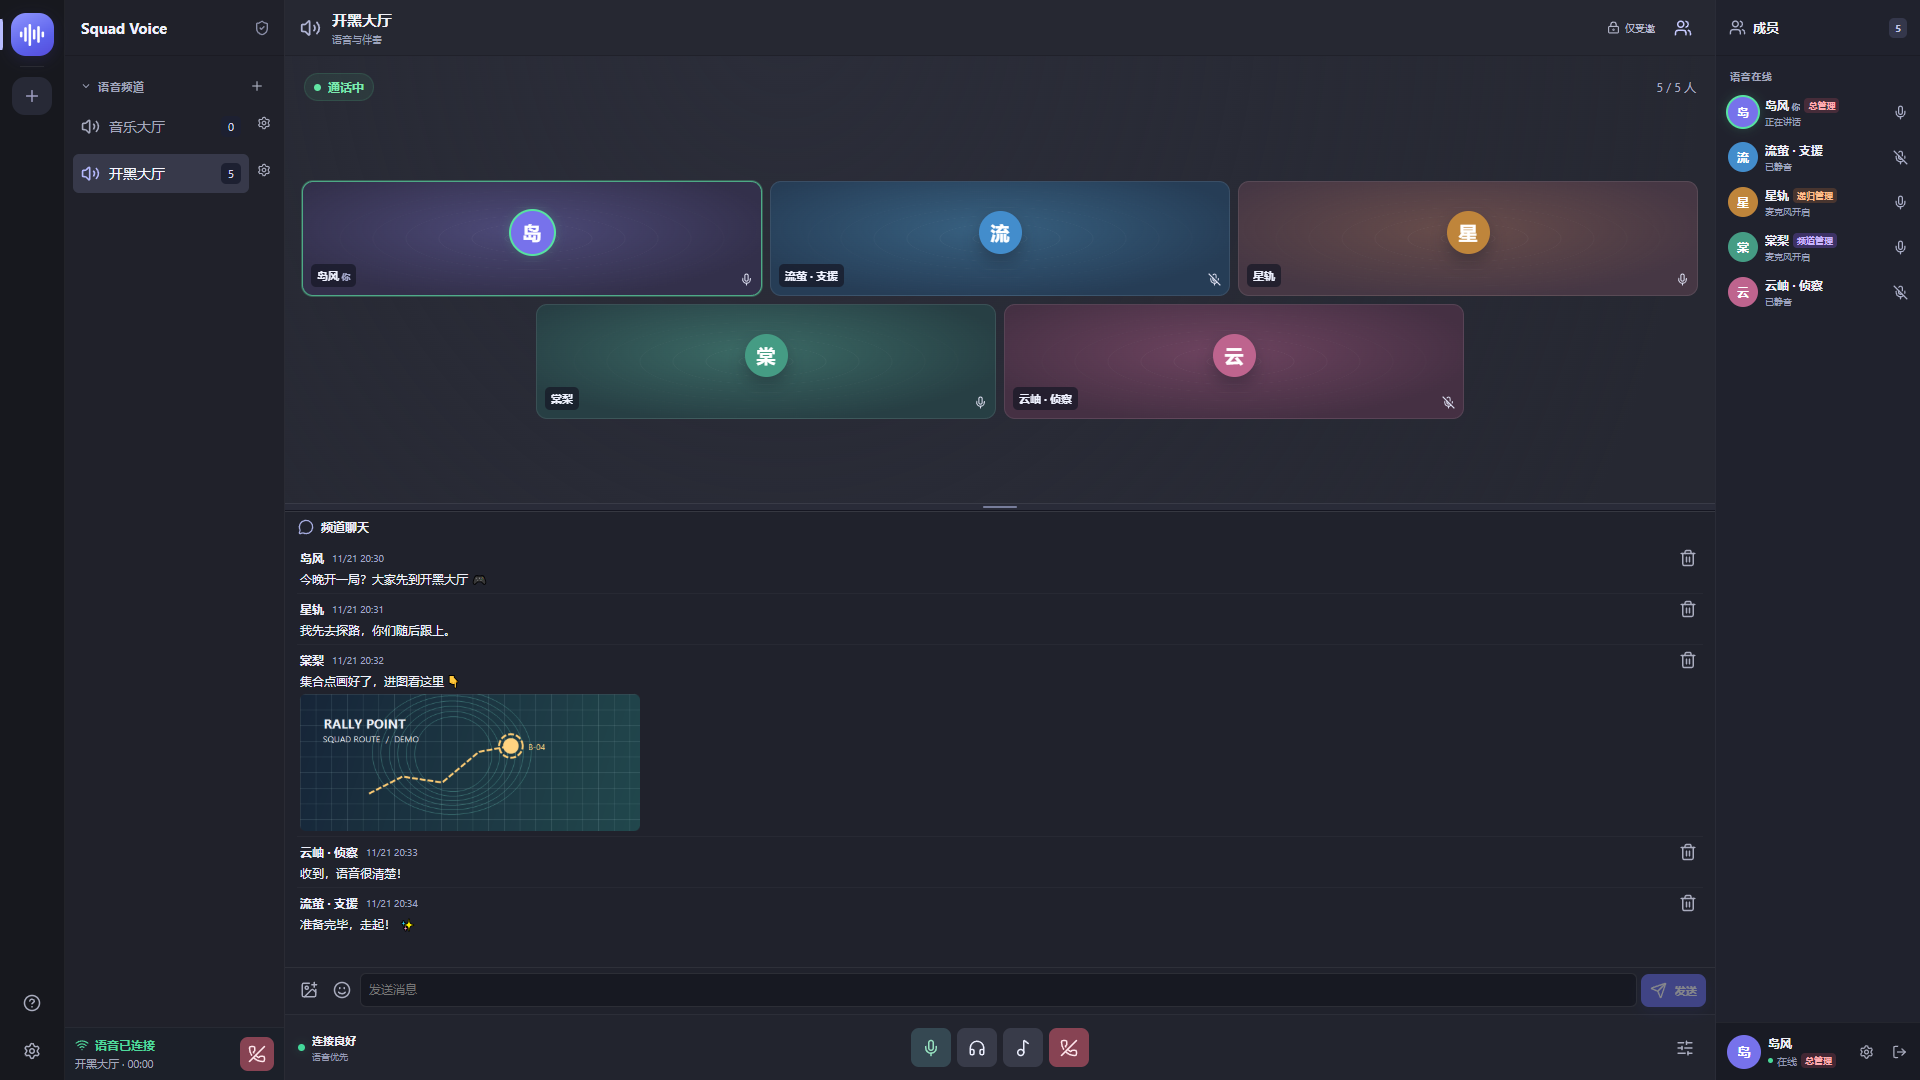 Squad Voice
语音频道
音乐大厅 0
开黑大厅 5
语音已连接
开黑大厅 · 00:00
开黑大厅
语音与伴奏
仅受邀
通话中
5 / 5 人
岛
岛风 你
流
流萤 · 支援
星
星轨
棠
棠梨
云
云岫 · 侦察
频道聊天
岛风 11/21 20:30
今晚开一局？大家先到开黑大厅 🎮
星轨 11/21 20:31
我先去探路，你们随后跟上。
棠梨 11/21 20:32
集合点画好了，进图看这里 👇
RALLY POINT
SQUAD ROUTE / DEMO
B-04
云岫 · 侦察 11/21 20:33
收到，语音很清楚！
流萤 · 支援 11/21 20:34
准备完毕，走起！ ✨
发送消息
发送
连接良好
语音优先
成员 5
语音在线
岛
岛风 你 总管理
正在讲话
流
流萤 · 支援
已静音
星
星轨 递归管理
麦克风开启
棠
棠梨 频道管理
麦克风开启
云
云岫 · 侦察
已静音
岛
岛风
在线 总管理